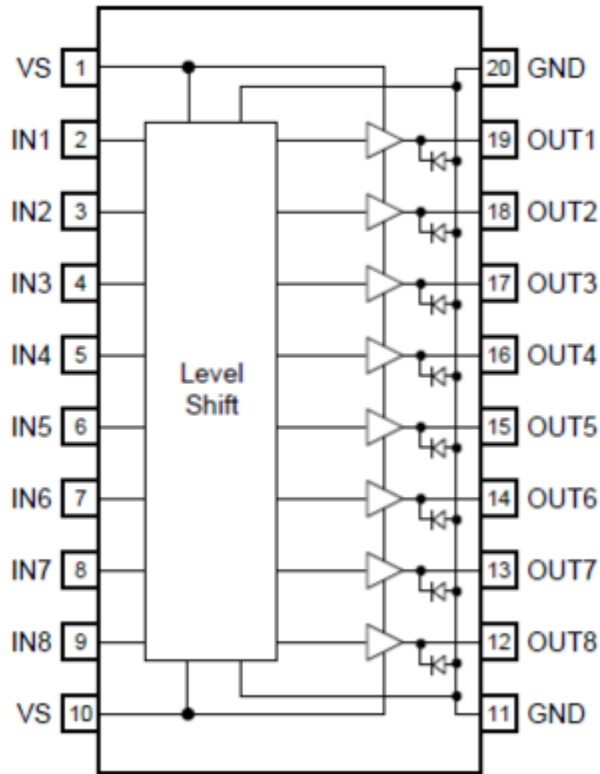 VS 1 20 GND
IN1 2 19 OUT1
IN2 3 18 OUT2
IN3 4 17 OUT3
IN4 5 16 OUT4
Level
Shift
IN5 6 15 OUT5
IN6 7 14 OUT6
IN7 8 13 OUT7
IN8 9 12 OUT8
VS 10 11 GND